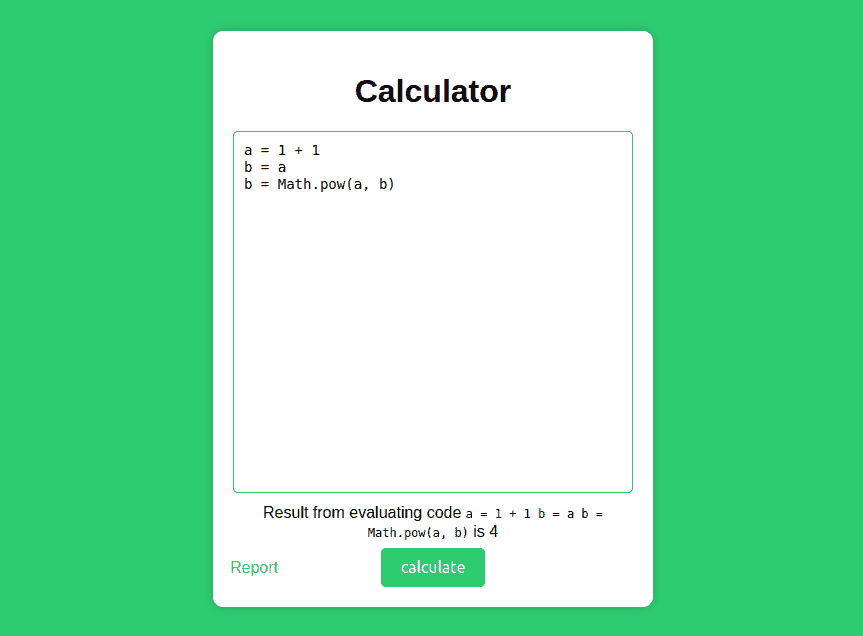 Calculator
a = 1 + 1
b = a
b = Math.pow(a, b)
Result from evaluating code a = 1 + 1 b = a b =
Math.pow(a, b) is 4
Report
calculate